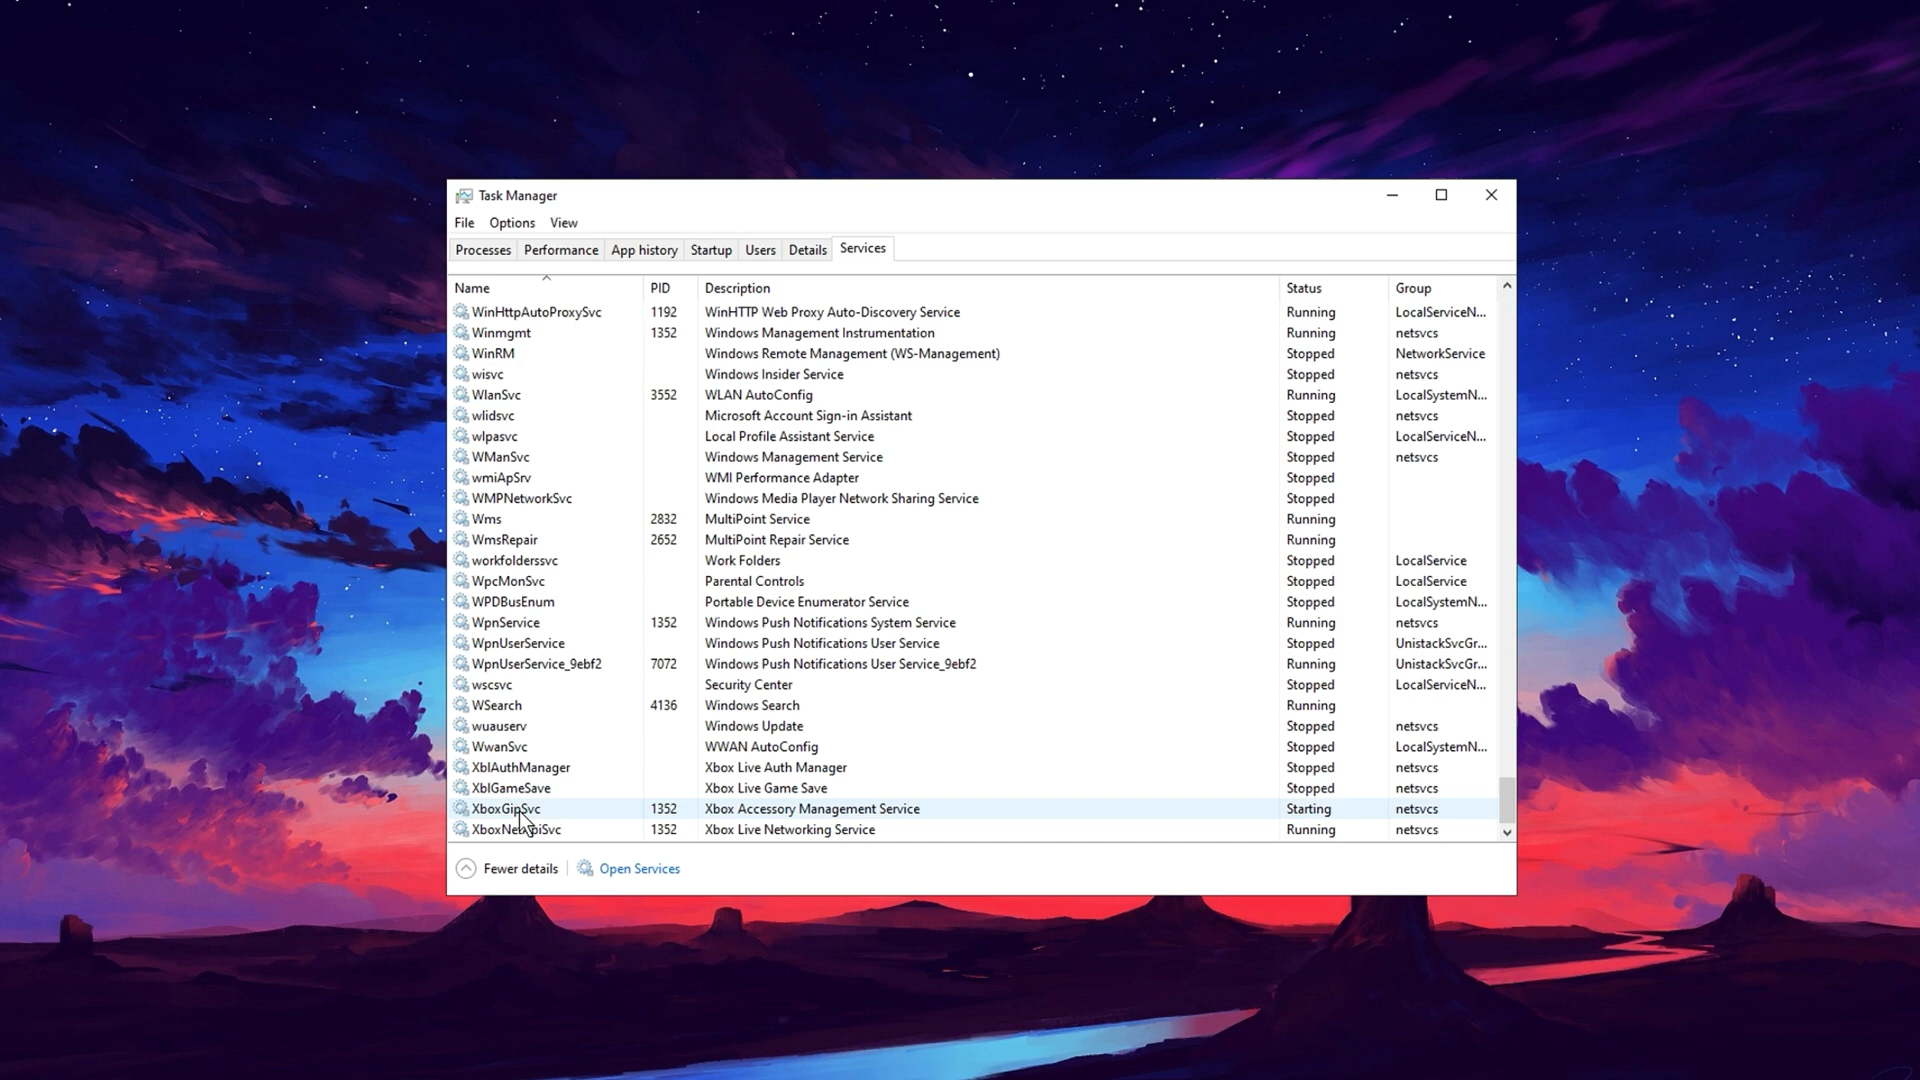 Task Manager
File Options View
Processes Performance App history Startup Users Details Services
Name PID Description Status Group
WinHttpAutoProxySvc 1192 WinHTTP Web Proxy Auto-Discovery Service Running LocalServiceN...
Winmgmt 1352 Windows Management Instrumentation Running netsvcs
WinRM Windows Remote Management (WS-Management) Stopped NetworkService
wisvc Windows Insider Service Stopped netsvcs
WlanSvc 3552 WLAN AutoConfig Running LocalSystemN...
wlidsvc Microsoft Account Sign-in Assistant Stopped netsvcs
wlpasvc Local Profile Assistant Service Stopped LocalServiceN...
WManSvc Windows Management Service Stopped netsvcs
wmiApSrv WMI Performance Adapter Stopped
WMPNetworkSvc Windows Media Player Network Sharing Service Stopped
Wms 2832 MultiPoint Service Running
WmsRepair 2652 MultiPoint Repair Service Running
workfolderssvc Work Folders Stopped LocalService
WpcMonSvc Parental Controls Stopped LocalService
WPDBusEnum Portable Device Enumerator Service Stopped LocalSystemN...
WpnService 1352 Windows Push Notifications System Service Running netsvcs
WpnUserService Windows Push Notifications User Service Stopped UnistackSvcGr...
WpnUserService_9ebf2 7072 Windows Push Notifications User Service_9ebf2 Running UnistackSvcGr...
wscsvc Security Center Stopped LocalServiceN...
WSearch 4136 Windows Search Running
wuauserv Windows Update Stopped netsvcs
WwanSvc WWAN AutoConfig Stopped LocalSystemN...
XblAuthManager Xbox Live Auth Manager Stopped netsvcs
XblGameSave Xbox Live Game Save Stopped netsvcs
XboxGipSvc 1352 Xbox Accessory Management Service Starting netsvcs
XboxNetApiSvc 1352 Xbox Live Networking Service Running netsvcs
Fewer details Open Services